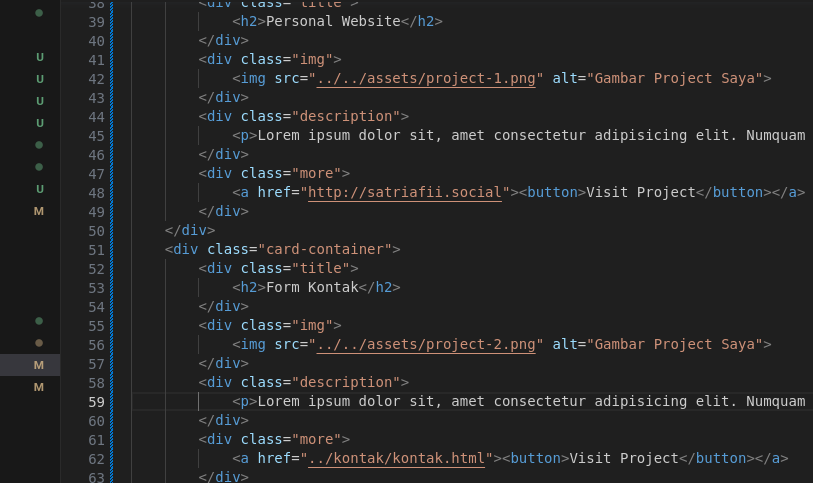 38 <div class="title">
39 <h2>Personal Website</h2>
40 </div>
U 41 <div class="img">
U 42 <img src="../../assets/project-1.png" alt="Gambar Project Saya">
U 43 </div>
U 44 <div class="description">
45 <p>Lorem ipsum dolor sit, amet consectetur adipisicing elit. Numquam
46 </div>
47 <div class="more">
U 48 <a href="http://satriafii.social"><button>Visit Project</button></a>
M 49 </div>
50 </div>
51 <div class="card-container">
52 <div class="title">
53 <h2>Form Kontak</h2>
54 </div>
55 <div class="img">
56 <img src="../../assets/project-2.png" alt="Gambar Project Saya">
M 57 </div>
M 58 <div class="description">
59 <p>Lorem ipsum dolor sit, amet consectetur adipisicing elit. Numquam
60 </div>
61 <div class="more">
62 <a href="../kontak/kontak.html"><button>Visit Project</button></a>
63 </div>